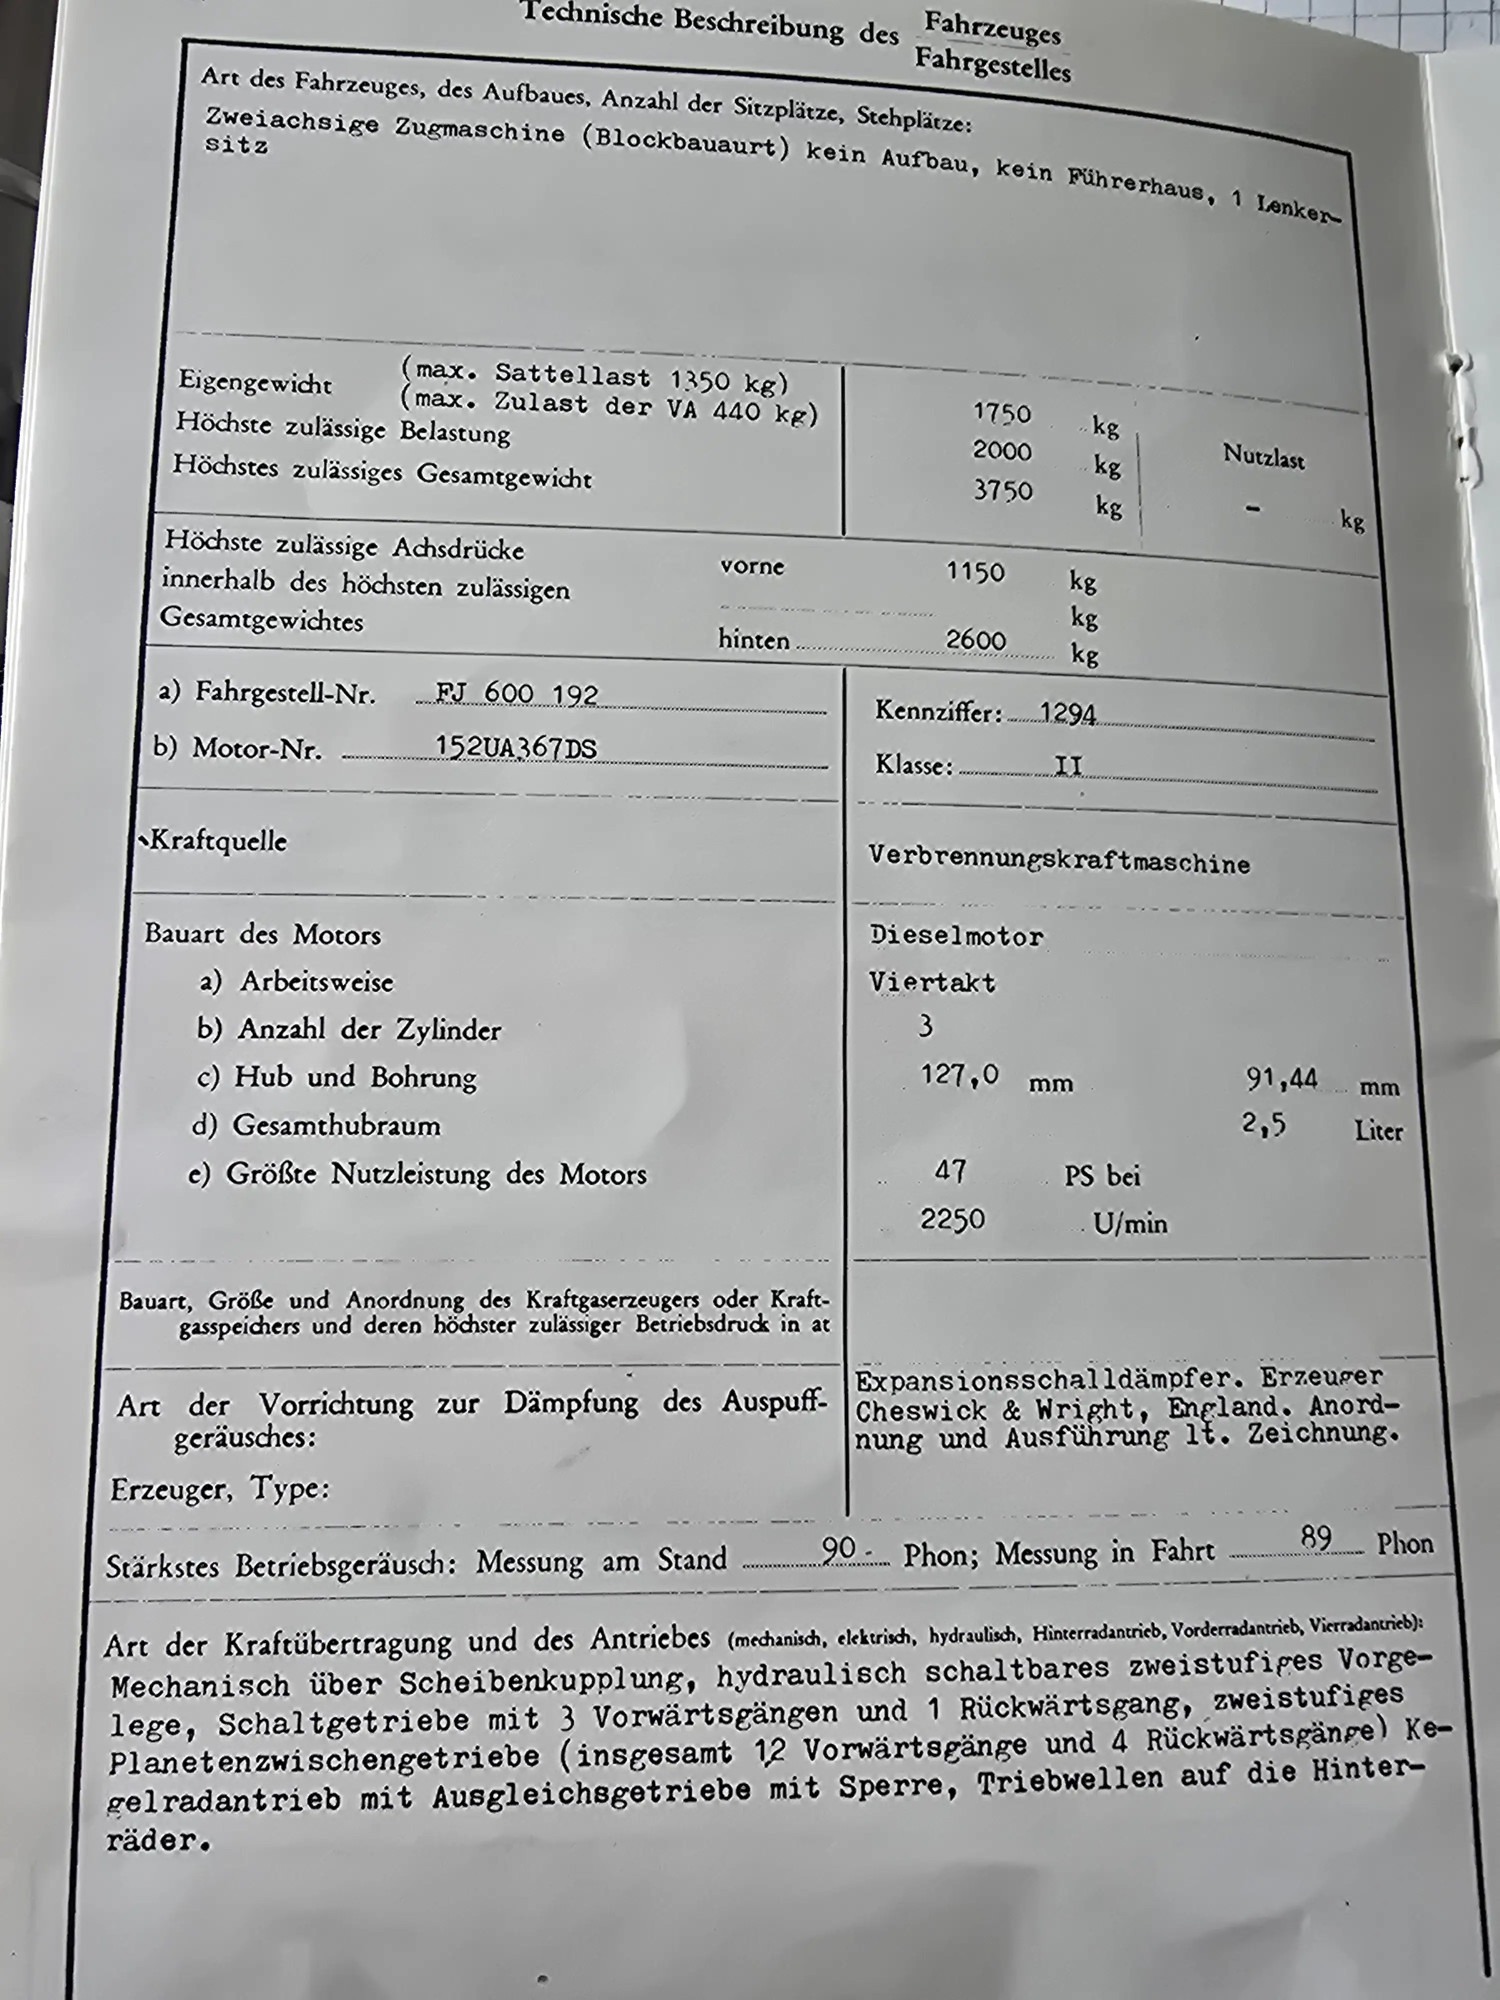 Technische Beschreibung des Fahrzeuges
Fahrgestelles
Art des Fahrzeuges, des Aufbaues, Anzahl der Sitzplätze, Stehplätze:
Zweiachsige Zugmaschine (Blockbauaurt) kein Aufbau, kein Führerhaus, 1 Lenker-
sitz
Eigengewicht (max. Sattellast 1350 kg) 1750 kg
(max. Zulast der VA 440 kg)
Höchste zulässige Belastung 2000 kg Nutzlast
Höchstes zulässiges Gesamtgewicht 3750 kg - kg
Höchste zulässige Achsdrücke vorne 1150 kg
innerhalb des höchsten zulässigen kg
Gesamtgewichtes hinten 2600 kg
a) Fahrgestell-Nr. FJ 600 192 Kennziffer: 1294
b) Motor-Nr. 152UA367DS Klasse: II
Kraftquelle Verbrennungskraftmaschine
Bauart des Motors Dieselmotor
a) Arbeitsweise Viertakt
b) Anzahl der Zylinder 3
c) Hub und Bohrung 127,0 mm 91,44 mm
d) Gesamthubraum 2,5 Liter
e) Größte Nutzleistung des Motors 47 PS bei
2250 U/min
Bauart, Größe und Anordnung des Kraftgaserzeugers oder Kraft-
gasspeichers und deren höchster zulässiger Betriebsdruck in at
Art der Vorrichtung zur Dämpfung des Auspuff-
geräusches:
Erzeuger, Type:
Expansionsschalldämpfer. Erzeuger
Cheswick & Wright, England. Anord-
nung und Ausführung lt. Zeichnung.
Stärkstes Betriebsgeräusch: Messung am Stand 90 - Phon; Messung in Fahrt 89 Phon
Art der Kraftübertragung und des Antriebes (mechanisch, elektrisch, hydraulisch, Hinterradantrieb, Vorderradantrieb, Vierradantrieb):
Mechanisch über Scheibenkupplung, hydraulisch schaltbares zweistufiges Vorge-
lege, Schaltgetriebe mit 3 Vorwärtsgängen und 1 Rückwärtsgang, zweistufiges
Planetenzwischengetriebe (insgesamt 12 Vorwärtsgänge und 4 Rückwärtsgänge) Ke-
gelradantrieb mit Ausgleichsgetriebe mit Sperre, Triebwellen auf die Hinter-
räder.